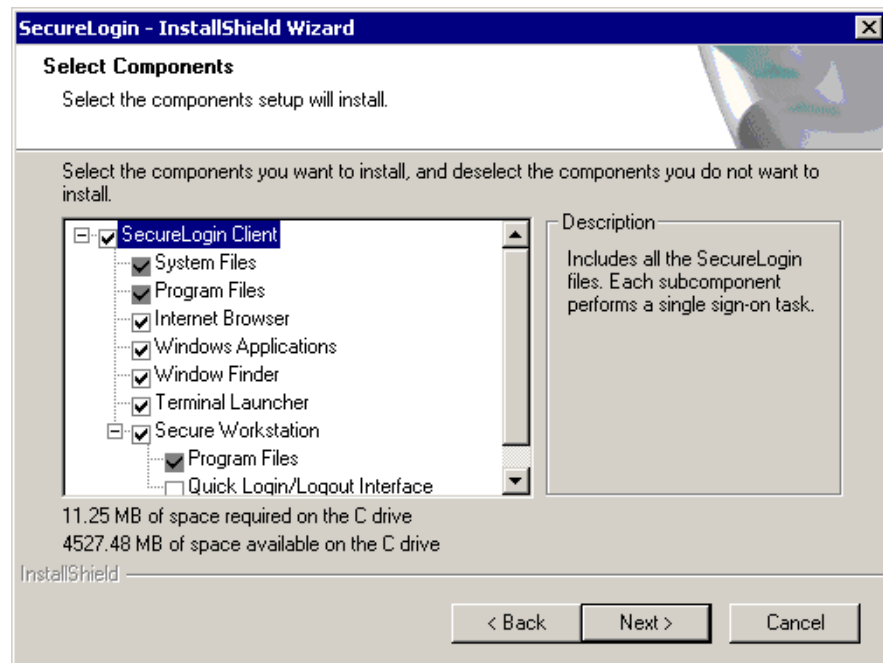 SecureLogin - InstallShield Wizard
Select Components
Select the components setup will install.
Select the components you want to install, and deselect the components you do not want to
install.
SecureLogin Client
System Files
Program Files
Internet Browser
Windows Applications
Window Finder
Terminal Launcher
Secure Workstation
Program Files
Quick Login/Logout Interface
Description
Includes all the SecureLogin
files. Each subcomponent
performs a single sign-on task.
11.25 MB of space required on the C drive
4527.48 MB of space available on the C drive
InstallShield
< Back
Next >
Cancel